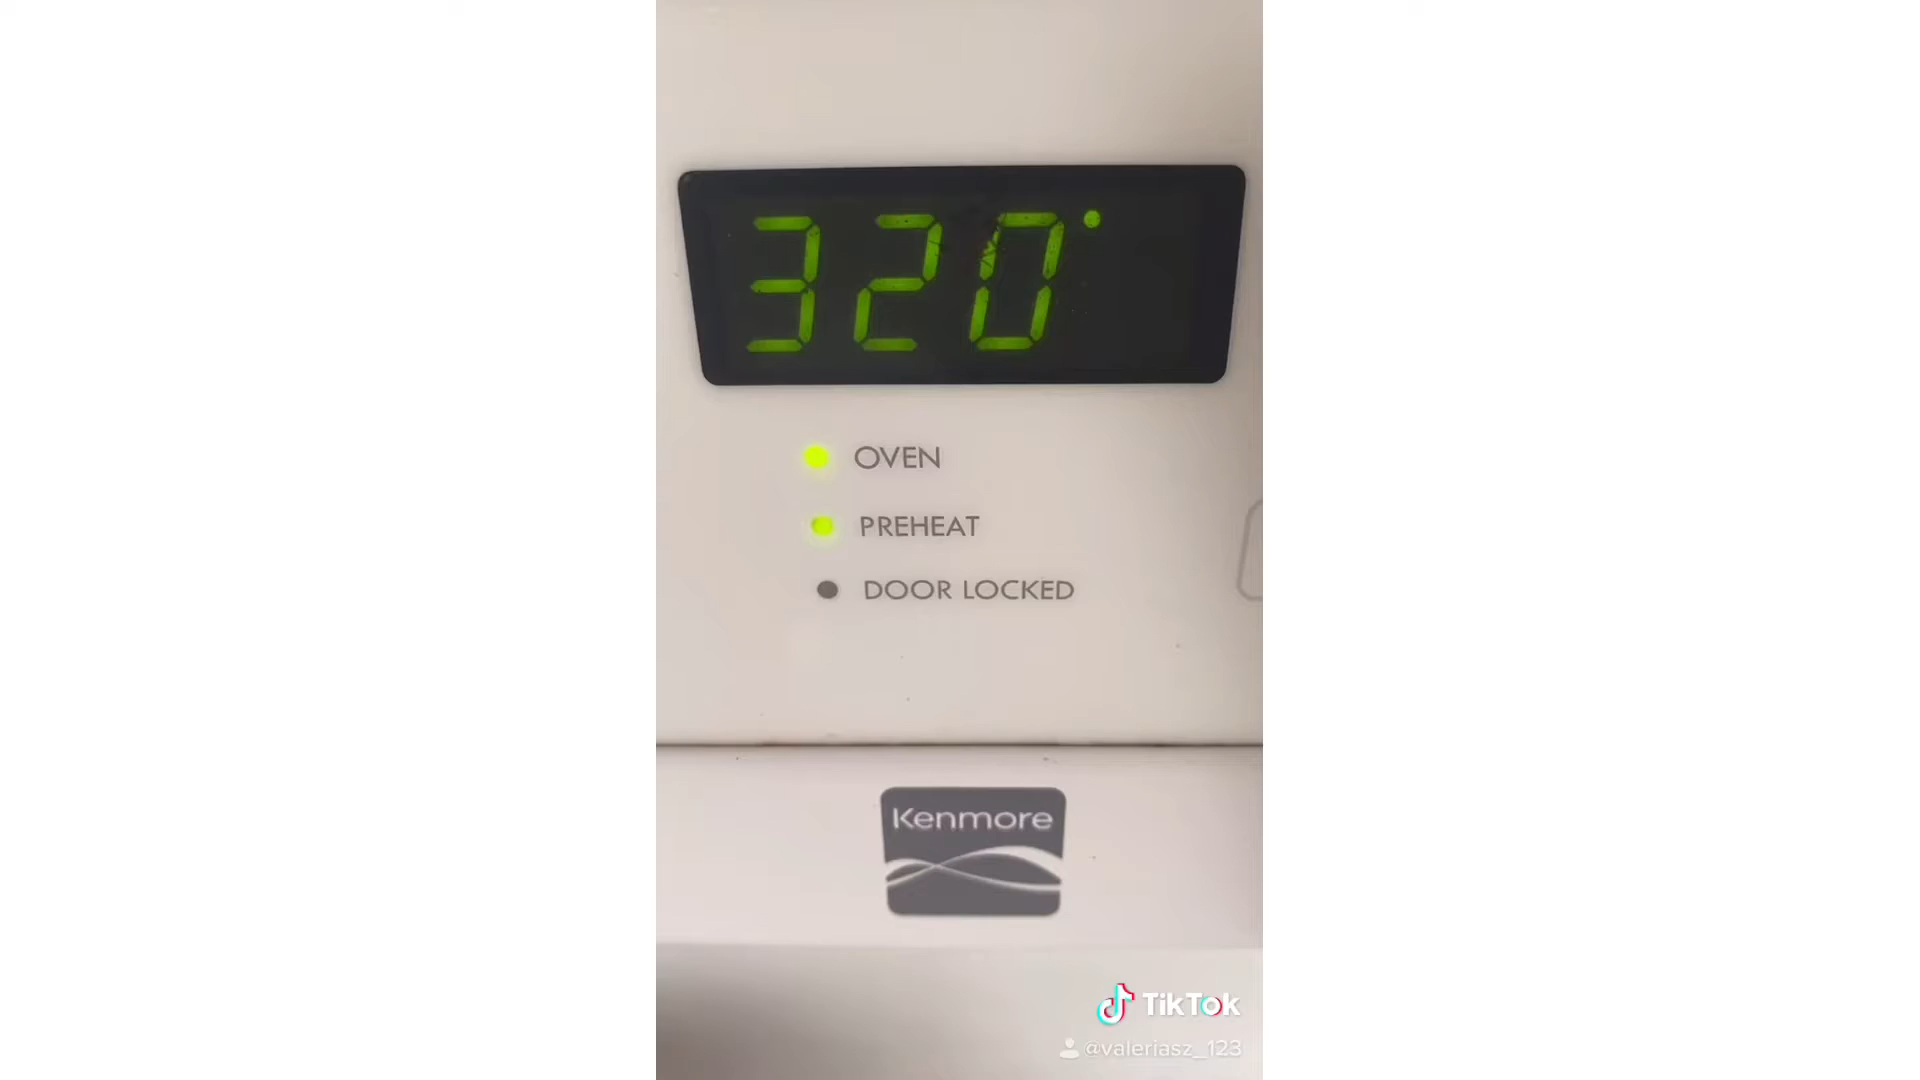 320°
OVEN
PREHEAT
DOOR LOCKED
Kenmore
TikTok
@valeriasz_123